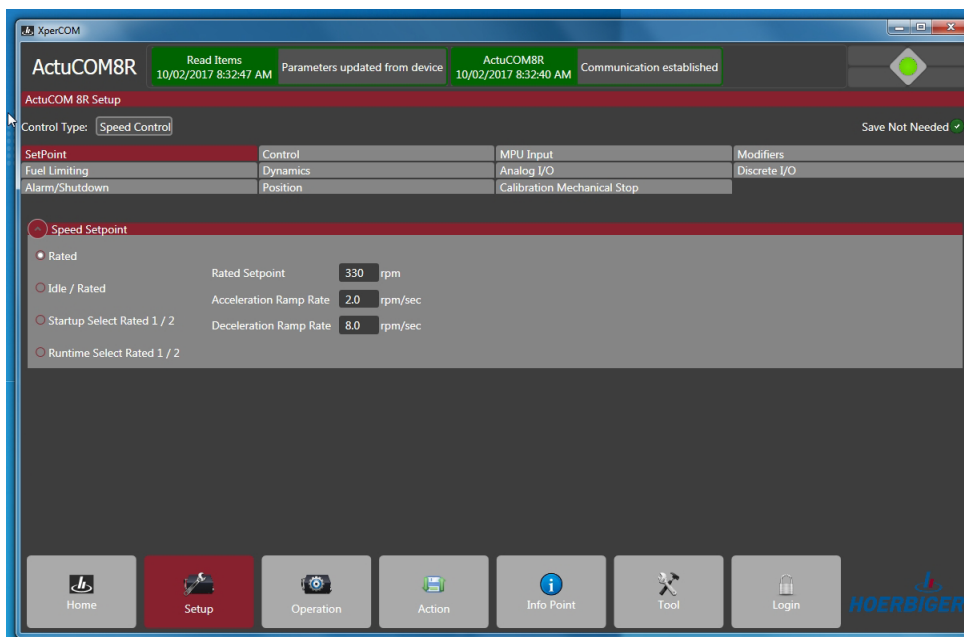 XperCOM
ActuCOM8R
Read Items
10/02/2017 8:32:47 AM
Parameters updated from device
ActuCOM8R
10/02/2017 8:32:40 AM
Communication established
ActuCOM 8R Setup
Control Type: Speed Control
Save Not Needed
SetPoint Control MPU Input Modifiers
Fuel Limiting Dynamics Analog I/O Discrete I/O
Alarm/Shutdown Position Calibration Mechanical Stop
Speed Setpoint
Rated
Idle / Rated
Startup Select Rated 1 / 2
Runtime Select Rated 1 / 2
Rated Setpoint 330 rpm
Acceleration Ramp Rate 2.0 rpm/sec
Deceleration Ramp Rate 8.0 rpm/sec
Home Setup Operation Action Info Point Tool Login
HOERBIGER